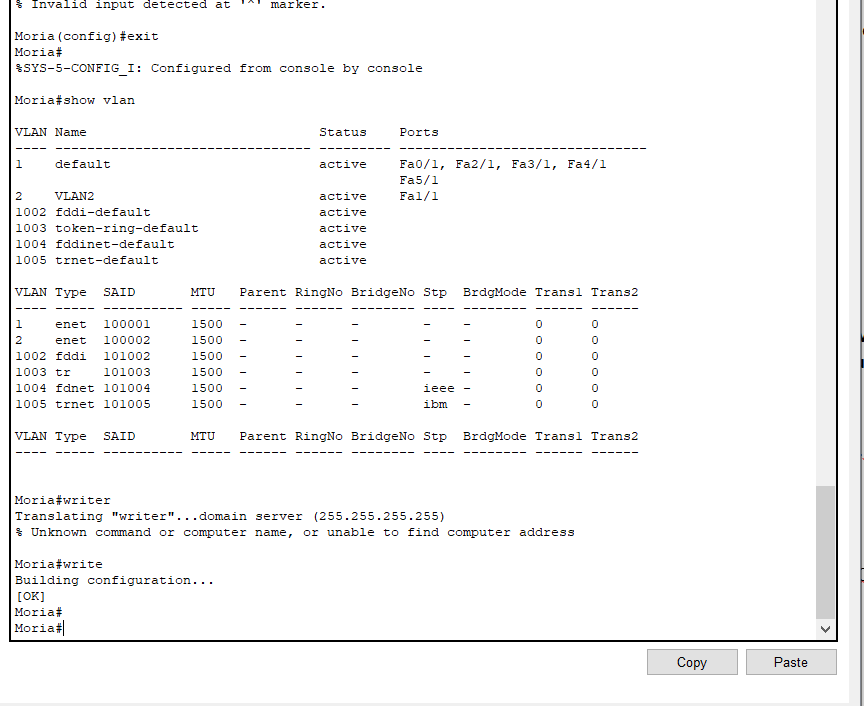 % Invalid input detected at '^' marker.
Moria(config)#exit
Moria#
%SYS-5-CONFIG_I: Configured from console by console
Moria#show vlan
VLAN Name                             Status    Ports
---- -------------------------------- --------- -------------------------------
1    default                          active    Fa0/1, Fa2/1, Fa3/1, Fa4/1
                                                Fa5/1
2    VLAN2                            active    Fa1/1
1002 fddi-default                     active
1003 token-ring-default               active
1004 fddinet-default                  active
1005 trnet-default                    active
VLAN Type  SAID       MTU   Parent RingNo BridgeNo Stp  BrdgMode Trans1 Trans2
---- ----- ---------- ----- ------ ------ -------- ---- -------- ------ ------
1    enet  100001     1500  -      -      -        -    -        0      0
2    enet  100002     1500  -      -      -        -    -        0      0
1002 fddi  101002     1500  -      -      -        -    -        0      0
1003 tr    101003     1500  -      -      -        -    -        0      0
1004 fdnet 101004     1500  -      -      -        ieee -        0      0
1005 trnet 101005     1500  -      -      -        ibm  -        0      0
VLAN Type  SAID       MTU   Parent RingNo BridgeNo Stp  BrdgMode Trans1 Trans2
---- ----- ---------- ----- ------ ------ -------- ---- -------- ------ ------
Moria#writer
Translating "writer"...domain server (255.255.255.255)
% Unknown command or computer name, or unable to find computer address
Moria#write
Building configuration...
[OK]
Moria#
Moria#
Copy
Paste